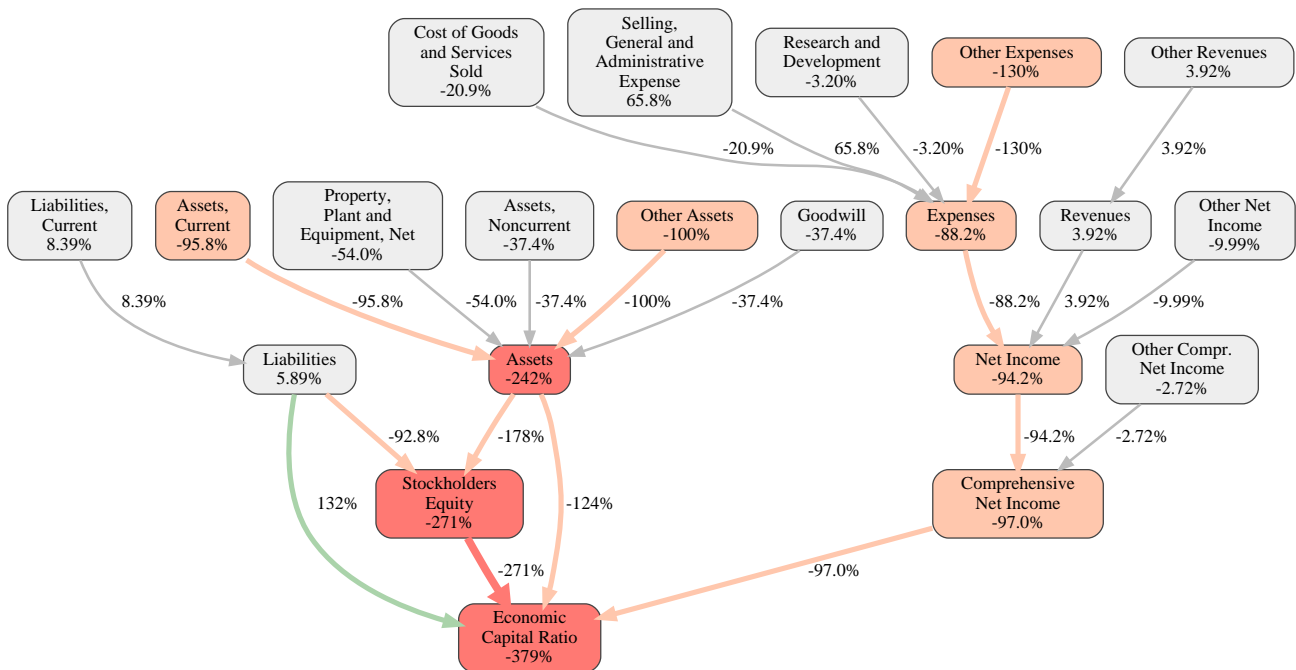 Cost of Goods
and Services
Sold
-20.9%
Selling,
General and
Administrative
Expense
65.8%
Research and
Development
-3.20%
Other Expenses
-130%
Other Revenues
3.92%
-20.9%
65.8%
-3.20%
-130%
3.92%
Liabilities,
Current
8.39%
Assets,
Current
-95.8%
Property,
Plant and
Equipment, Net
-54.0%
Assets,
Noncurrent
-37.4%
Other Assets
-100%
Goodwill
-37.4%
Expenses
-88.2%
Revenues
3.92%
Other Net
Income
-9.99%
8.39%
-95.8%
-54.0%
-37.4%
-100%
-37.4%
-88.2%
3.92%
-9.99%
Liabilities
5.89%
Assets
-242%
Net Income
-94.2%
Other Compr.
Net Income
-2.72%
-92.8%
-178%
-94.2%
-2.72%
132%
Stockholders
Equity
-271%
-124%
Comprehensive
Net Income
-97.0%
-271%
-97.0%
Economic
Capital Ratio
-379%